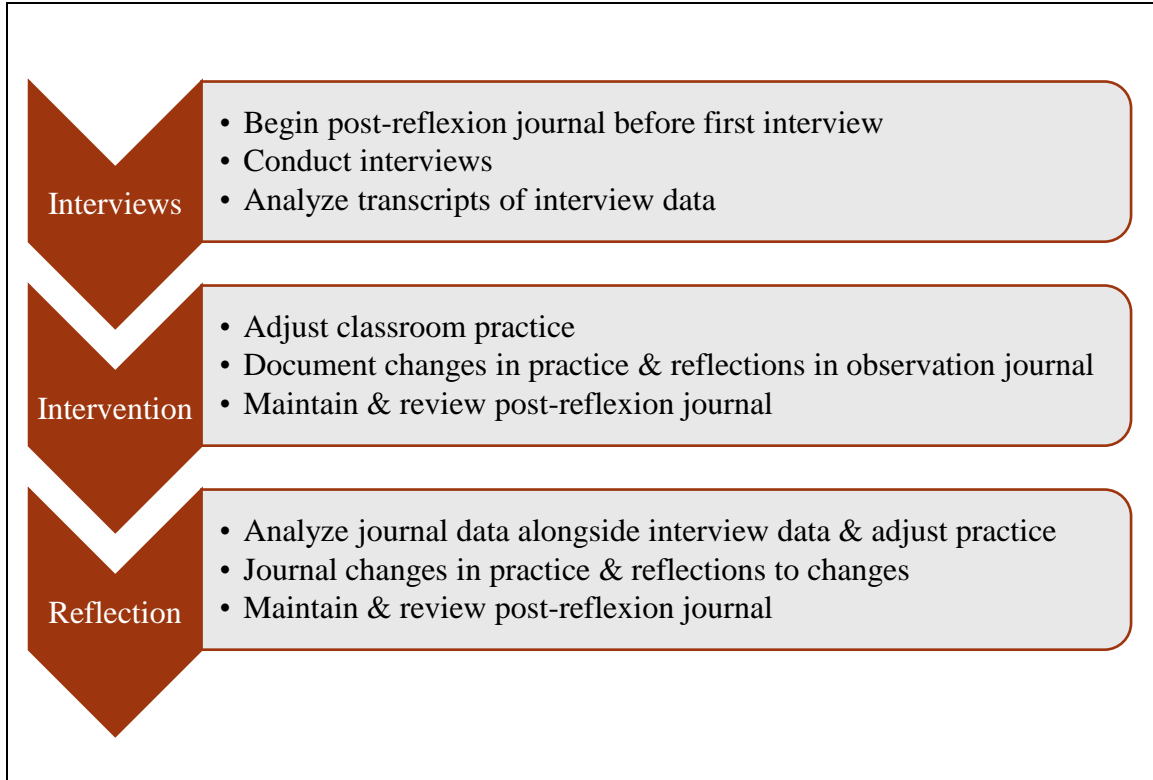 Interviews
• Begin post-reflexion journal before first interview
• Conduct interviews
• Analyze transcripts of interview data
Intervention
• Adjust classroom practice
• Document changes in practice & reflections in observation journal
• Maintain & review post-reflexion journal
Reflection
• Analyze journal data alongside interview data & adjust practice
• Journal changes in practice & reflections to changes
• Maintain & review post-reflexion journal